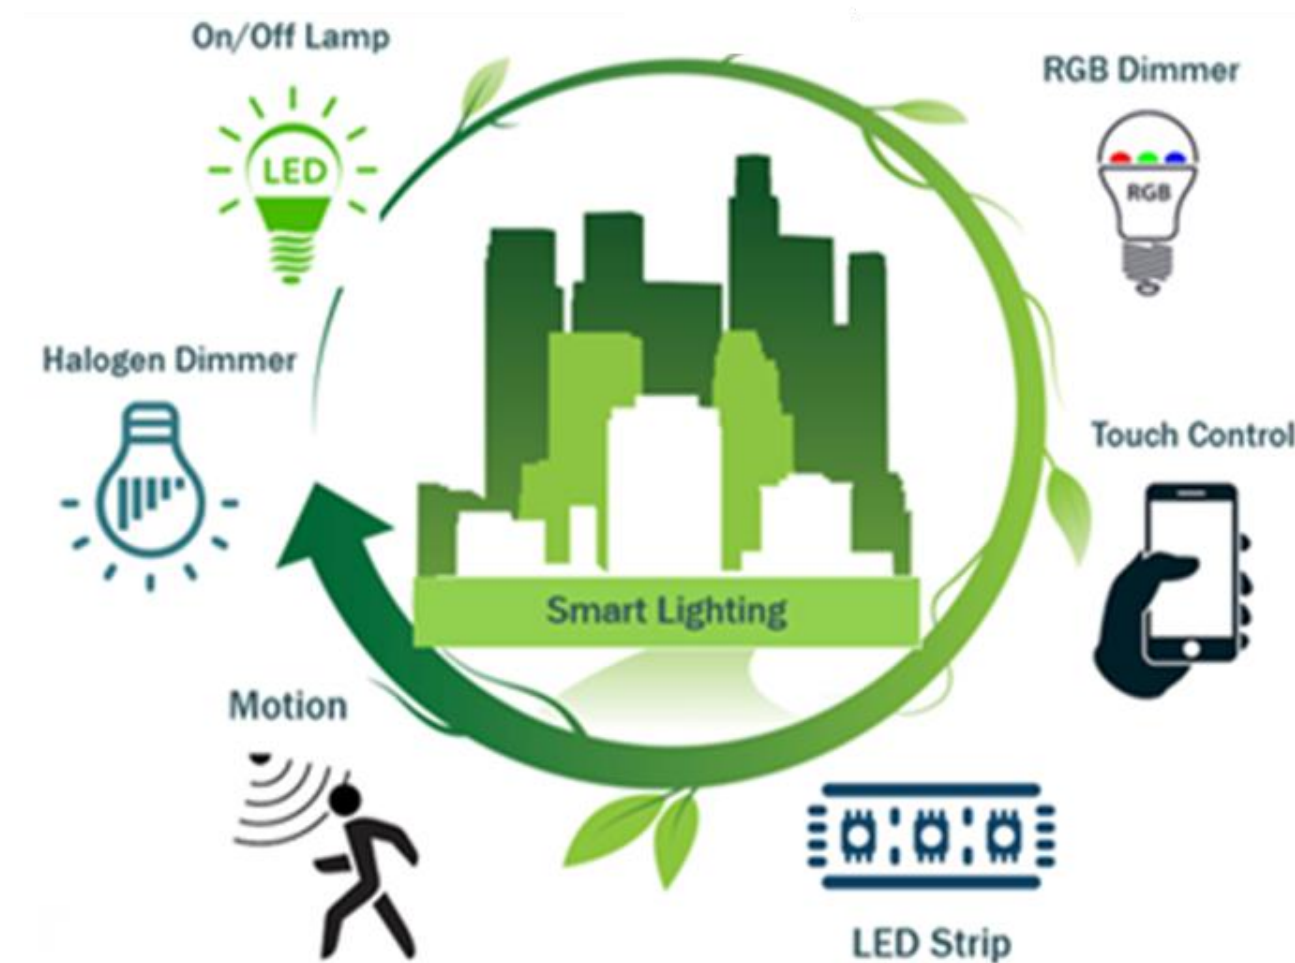 On/Off Lamp
RGB Dimmer
LED
RGB
Halogen Dimmer
Touch Control
Smart Lighting
Motion
LED Strip